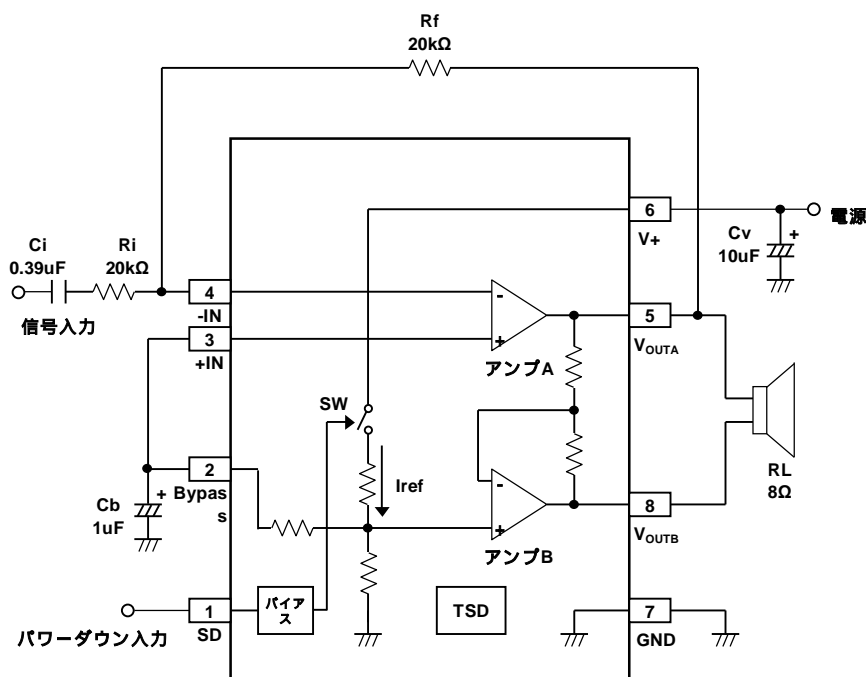 Rf
20kΩ
6
V+
電源
Cv
10uF
+
Ci
0.39uF
Ri
20kΩ
信号入力
4
-IN
3
+IN
-
+
アンプA
5
VOUTA
SW
Iref
RL
8Ω
2
Bypas
s
Cb
1uF
+
-
+
アンプB
8
VOUTB
1
SD
パワーダウン入力
バイア
ス
TSD
7
GND